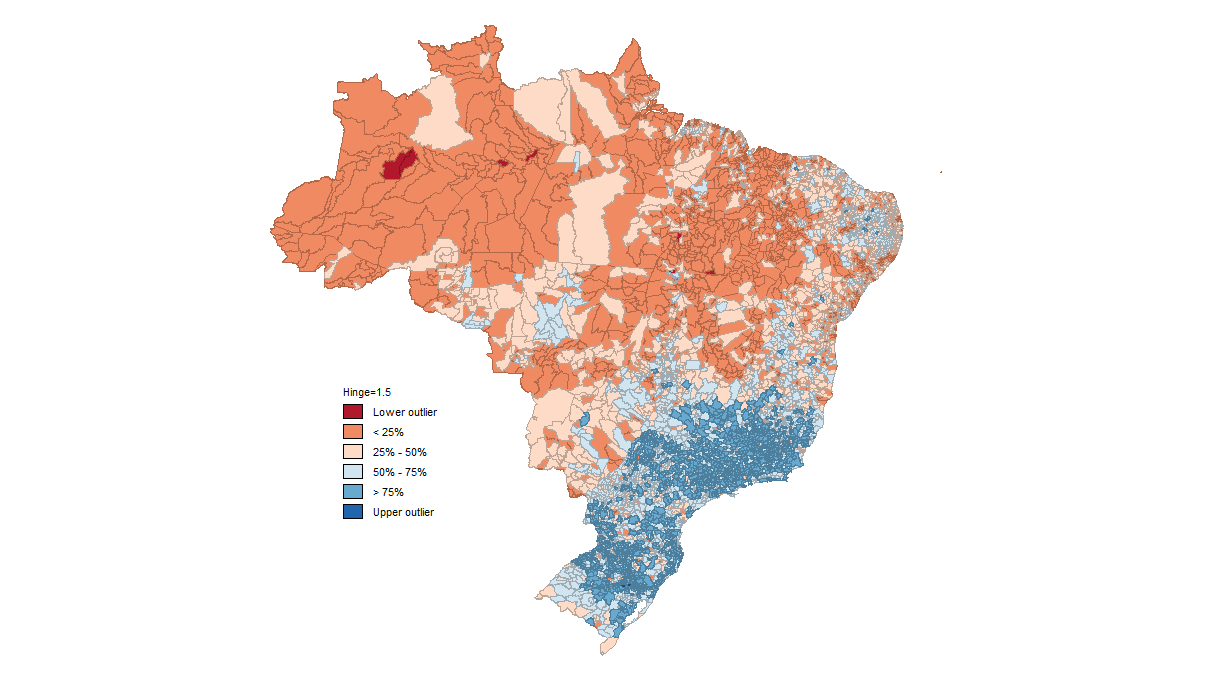 Hinge=1.5
Lower outlier
< 25%
25% - 50%
50% - 75%
> 75%
Upper outlier